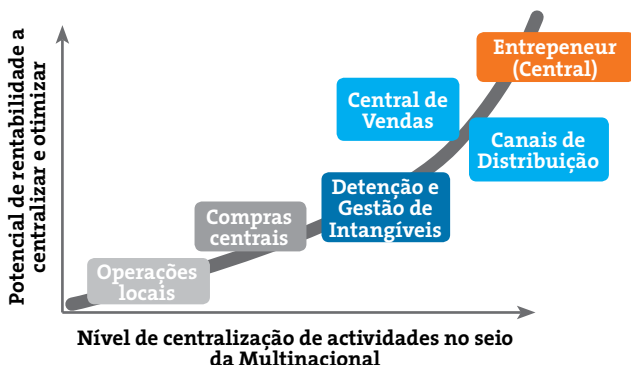 Potencial de rentabilidade a
centralizar e otimizar
Entrepeneur
(Central)
Central de
Vendas
Canais de
Distribuição
Detenção e
Gestão de
Intangíveis
Compras
centrais
Operações
locais
Nível de centralização de actividades no seio
da Multinacional